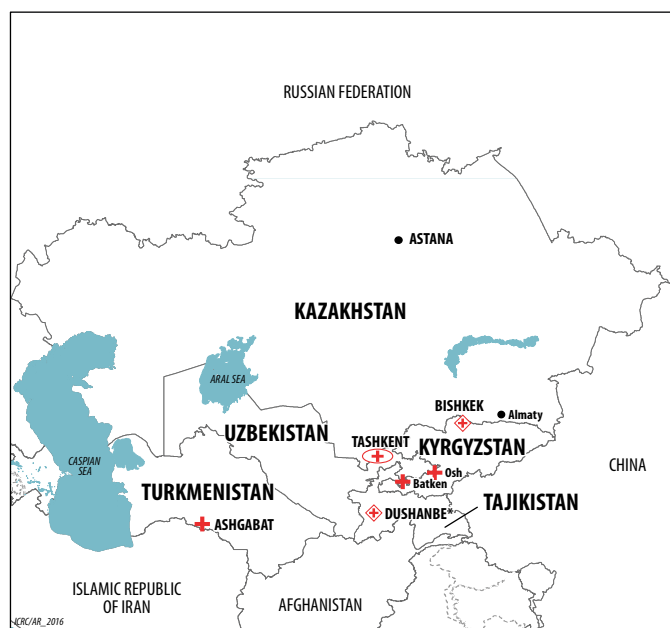 RUSSIAN FEDERATION
ASTANA
KAZAKHSTAN
ARAL SEA
BISHKEK
Almaty
UZBEKISTAN
TASHKENT
KYRGYZSTAN
CASPIAN
SEA
CHINA
Osh
Batken
TURKMENISTAN
TAJIKISTAN
DUSHANBE*
ASHGABAT
ISLAMIC REPUBLIC
OF IRAN
AFGHANISTAN
ICRC/AR_2016